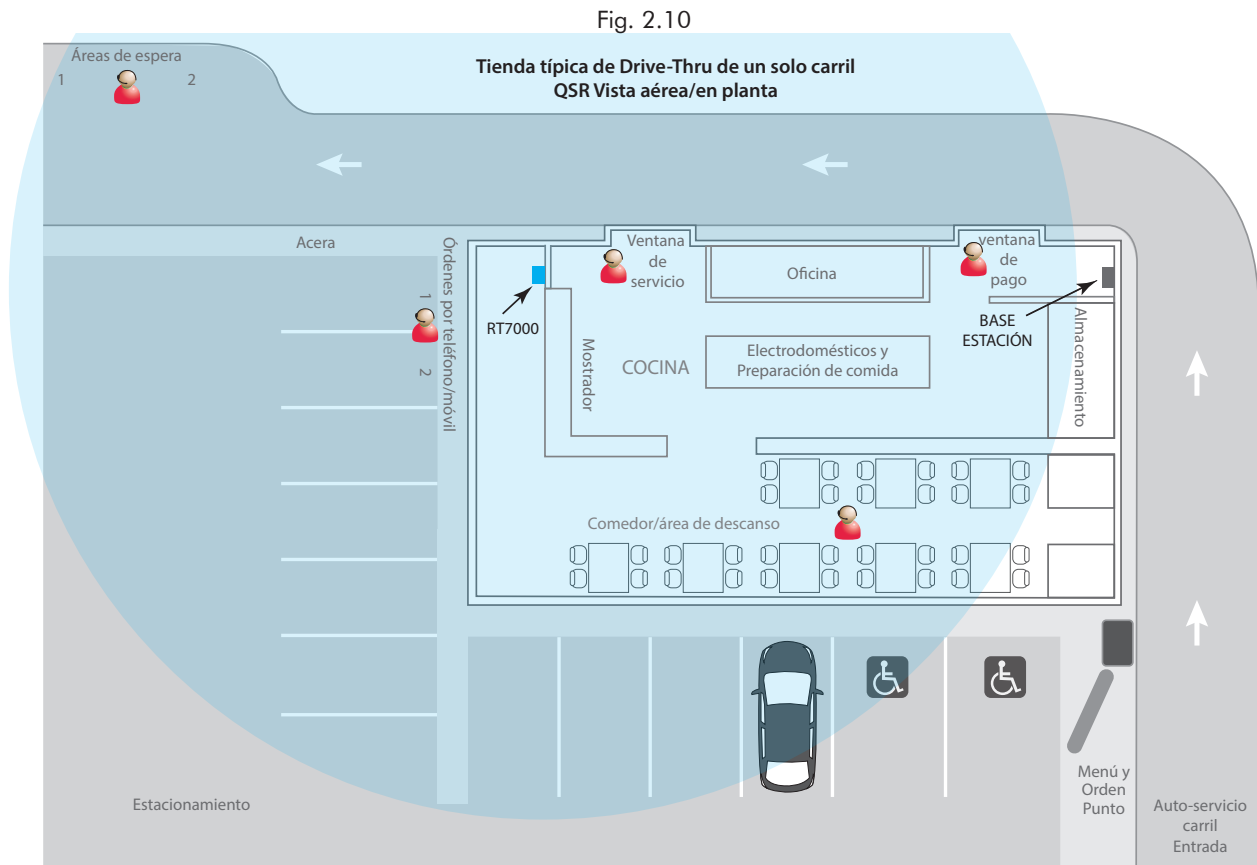 Fig. 2.10
Áreas de espera
1
2
Tienda típica de Drive-Thru de un solo carril
QSR Vista aérea/en planta
Acera
Órdenes por teléfono/móvil
1
2
RT7000
Ventana
de
servicio
Oficina
ventana
de
pago
BASE
ESTACIÓN
Mostrador
COCINA
Electrodomésticos y
Preparación de comida
Almacenamiento
Comedor/área de descanso
Estacionamiento
Menú y
Orden
Punto
Auto-servicio
carril
Entrada